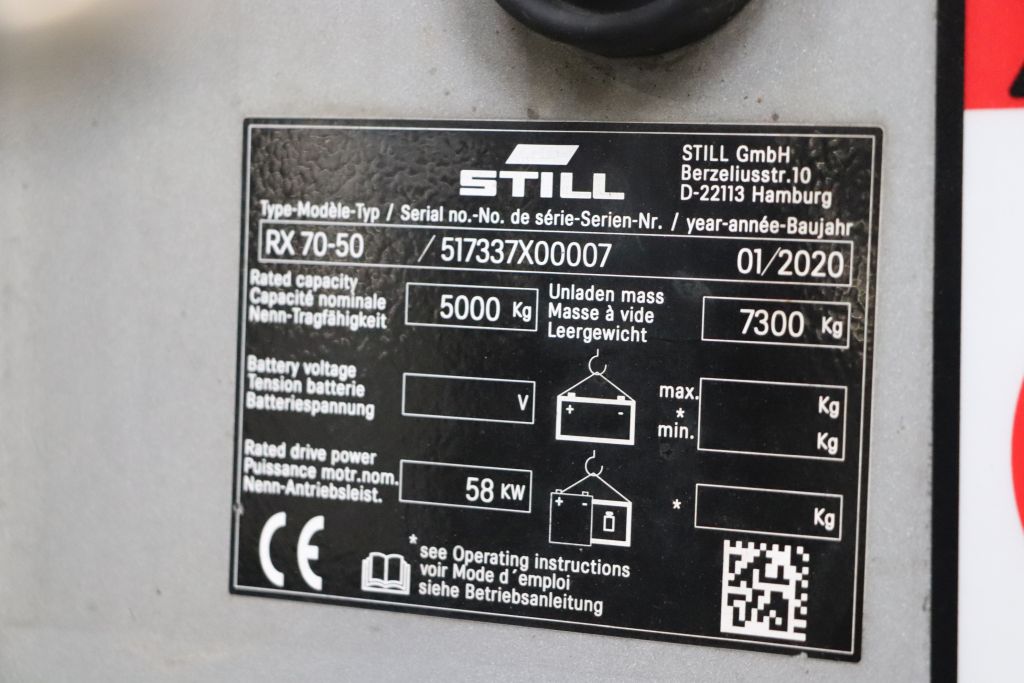 STILL
STILL GmbH
Berzeliusstr.10
D-22113 Hamburg
Type-Modèle-Typ / Serial no.-No. de série-Serien-Nr. / year-année-Baujahr
RX 70-50 / 517337X00007 01/2020
Rated capacity
Capacité nominale
Nenn-Tragfähigkeit
5000 Kg
Unladen mass
Masse à vide
Leergewicht
7300 Kg
Battery voltage
Tension batterie
Batteriespannung
V
+ -
max.
*
min.
Kg
Kg
Rated drive power
Puissance motr.nom.
Nenn-Antriebsleist.
58 KW
+ -
*
Kg
CE
* see Operating instructions
voir Mode d´emploi
siehe Betriebsanleitung